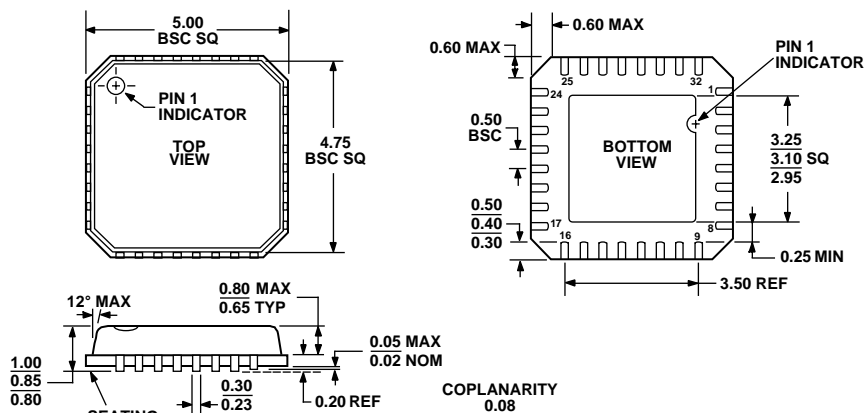 5.00
BSC SQ
PIN 1
INDICATOR
TOP
VIEW
4.75
BSC SQ
0.60 MAX
0.60 MAX
PIN 1
INDICATOR
25
32
24
1
0.50
BSC
BOTTOM
VIEW
3.25
3.10 SQ
2.95
0.50
0.40
0.30
17
16
9
8
0.25 MIN
3.50 REF
12° MAX
0.80 MAX
0.65 TYP
0.05 MAX
0.02 NOM
1.00
0.85
0.80
SEATING
0.30
0.23
0.20 REF
COPLANARITY
0.08